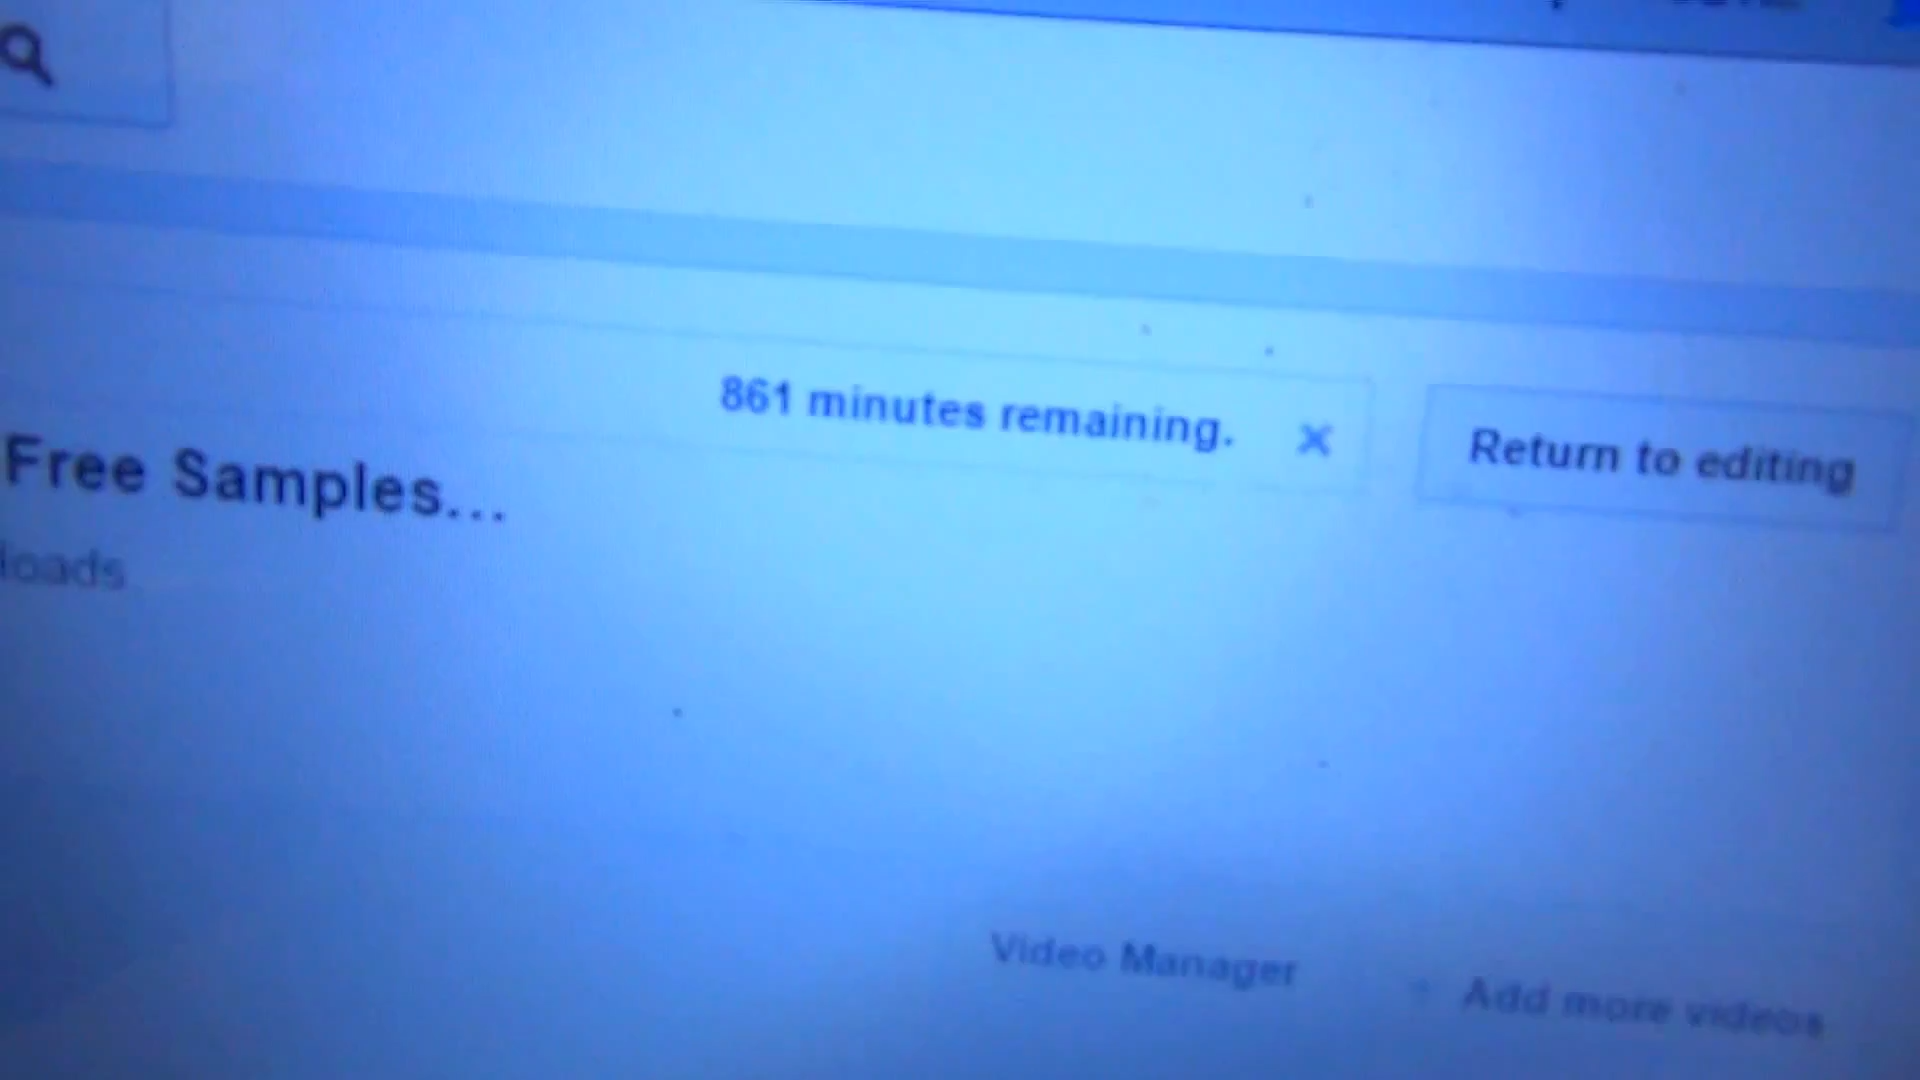 861 minutes remaining.
Return to editing
Free Samples...
loads
Video Manager
+ Add more videos